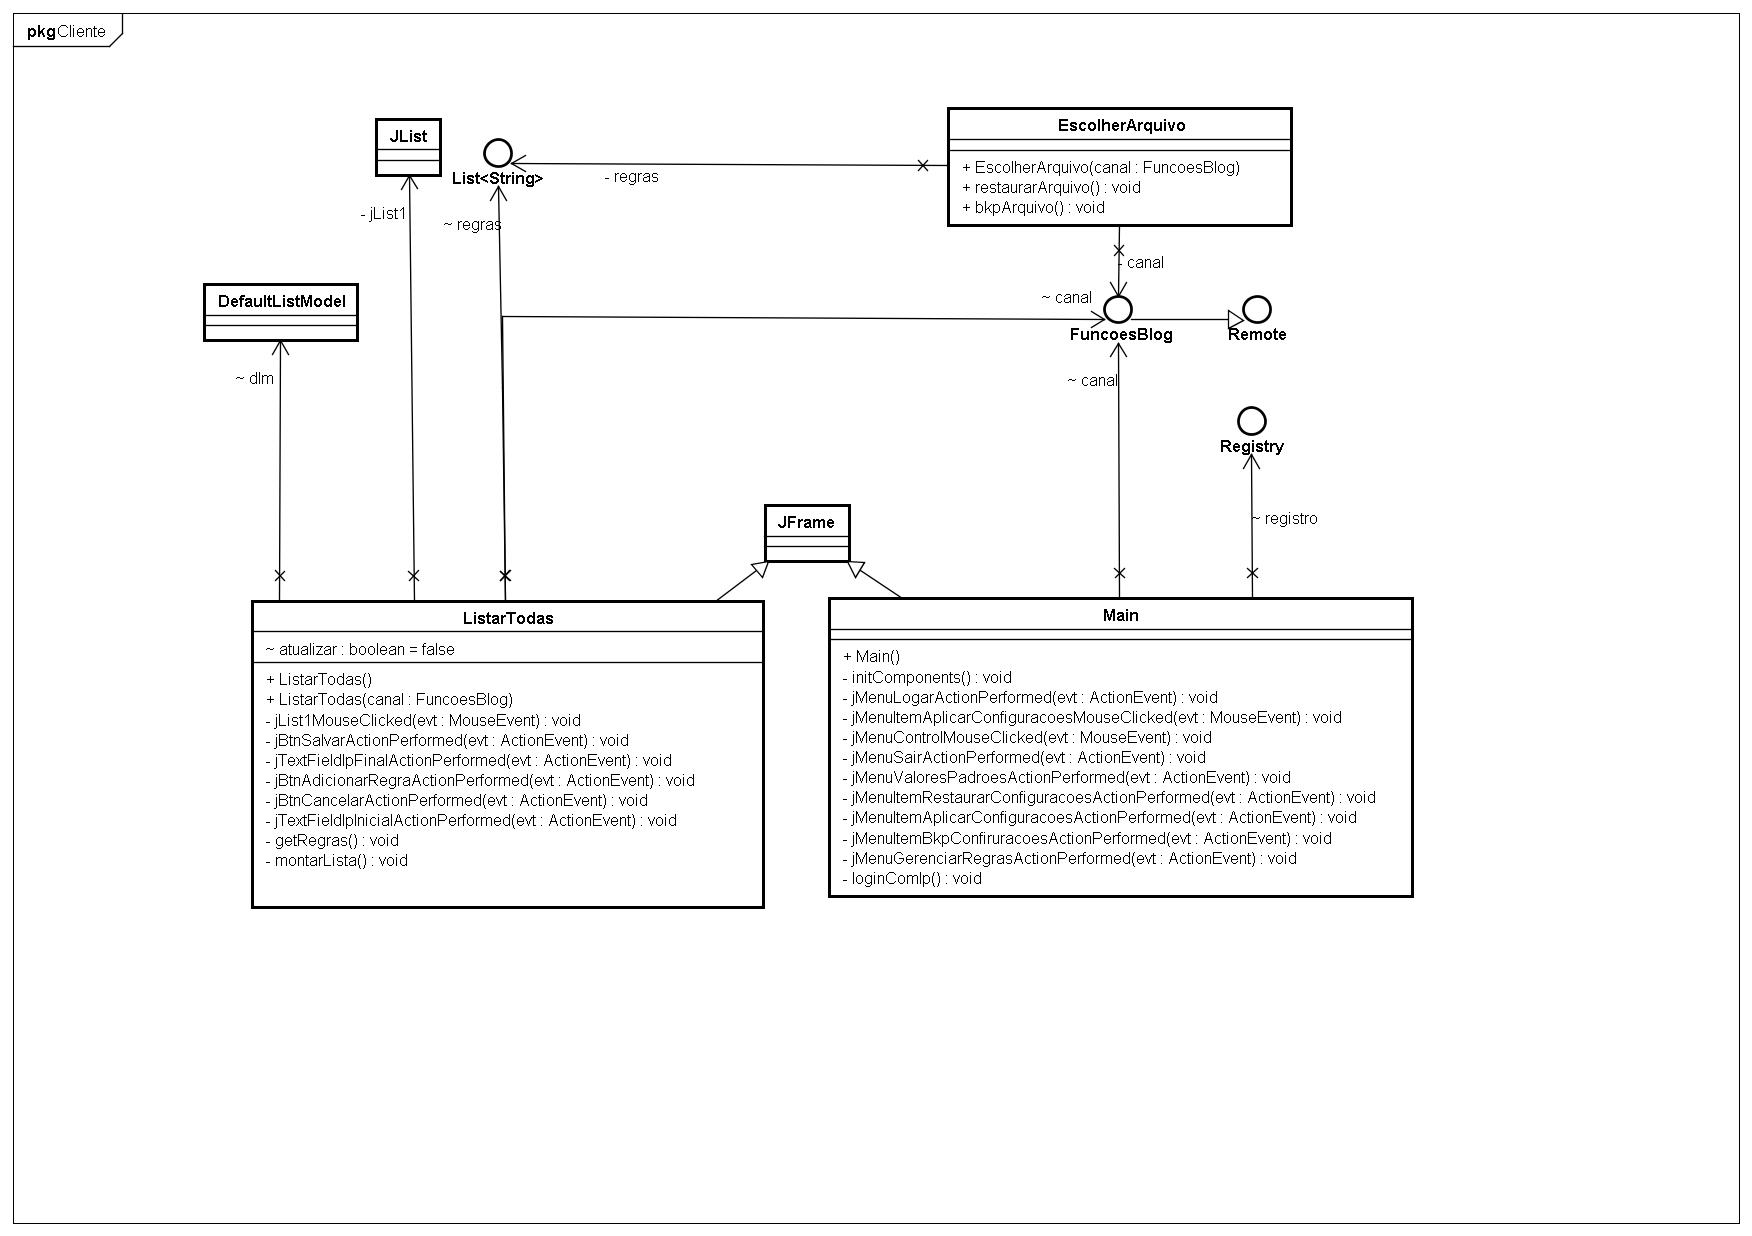 pkgCliente
JList
List<String>
EscolherArquivo
+ EscolherArquivo(canal : FuncoesBlog)
+ restaurarArquivo() : void
+ bkpArquivo() : void
- regras
- jList1
~ regras
- canal
DefaultListModel
~ canal
FuncoesBlog
Remote
~ dlm
~ canal
Registry
~ registro
JFrame
ListarTodas
~ atualizar : boolean = false
+ ListarTodas()
+ ListarTodas(canal : FuncoesBlog)
- jList1MouseClicked(evt : MouseEvent) : void
- jBtnSalvarActionPerformed(evt : ActionEvent) : void
- jTextFieldIpFinalActionPerformed(evt : ActionEvent) : void
- jBtnAdicionarRegraActionPerformed(evt : ActionEvent) : void
- jBtnCancelarActionPerformed(evt : ActionEvent) : void
- jTextFieldIpInicialActionPerformed(evt : ActionEvent) : void
- getRegras() : void
- montarLista() : void
Main
+ Main()
- initComponents() : void
- jMenuLogarActionPerformed(evt : ActionEvent) : void
- jMenuItemAplicarConfiguracoesMouseClicked(evt : MouseEvent) : void
- jMenuControlMouseClicked(evt : MouseEvent) : void
- jMenuSairActionPerformed(evt : ActionEvent) : void
- jMenuValoresPadroesActionPerformed(evt : ActionEvent) : void
- jMenuItemRestaurarConfiguracoesActionPerformed(evt : ActionEvent) : void
- jMenuItemAplicarConfiguracoesActionPerformed(evt : ActionEvent) : void
- jMenuItemBkpConfiruracoesActionPerformed(evt : ActionEvent) : void
- jMenuGerenciarRegrasActionPerformed(evt : ActionEvent) : void
- loginComIp() : void